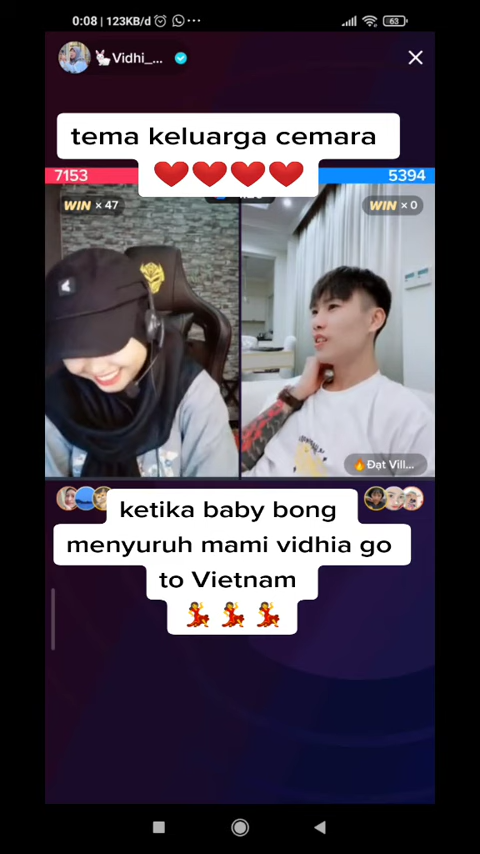 0:08 | 123KB/d
63
Vidhi_...
tema keluarga cemara
❤️❤️❤️❤️
7153
5394
WIN × 47
WIN × 0
🔥Đạt Vill...
ketika baby bong
menyuruh mami vidhia go
to Vietnam
💃💃💃